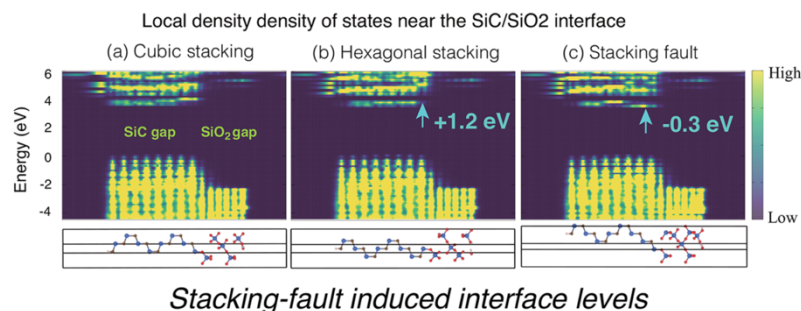 Local density density of states near the SiC/SiO2 interface
(a) Cubic stacking
(b) Hexagonal stacking
(c) Stacking fault
Energy (eV)
6
4
2
0
-2
-4
SiC gap
SiO₂gap
+1.2 eV
-0.3 eV
High
Low
Stacking-fault induced interface levels